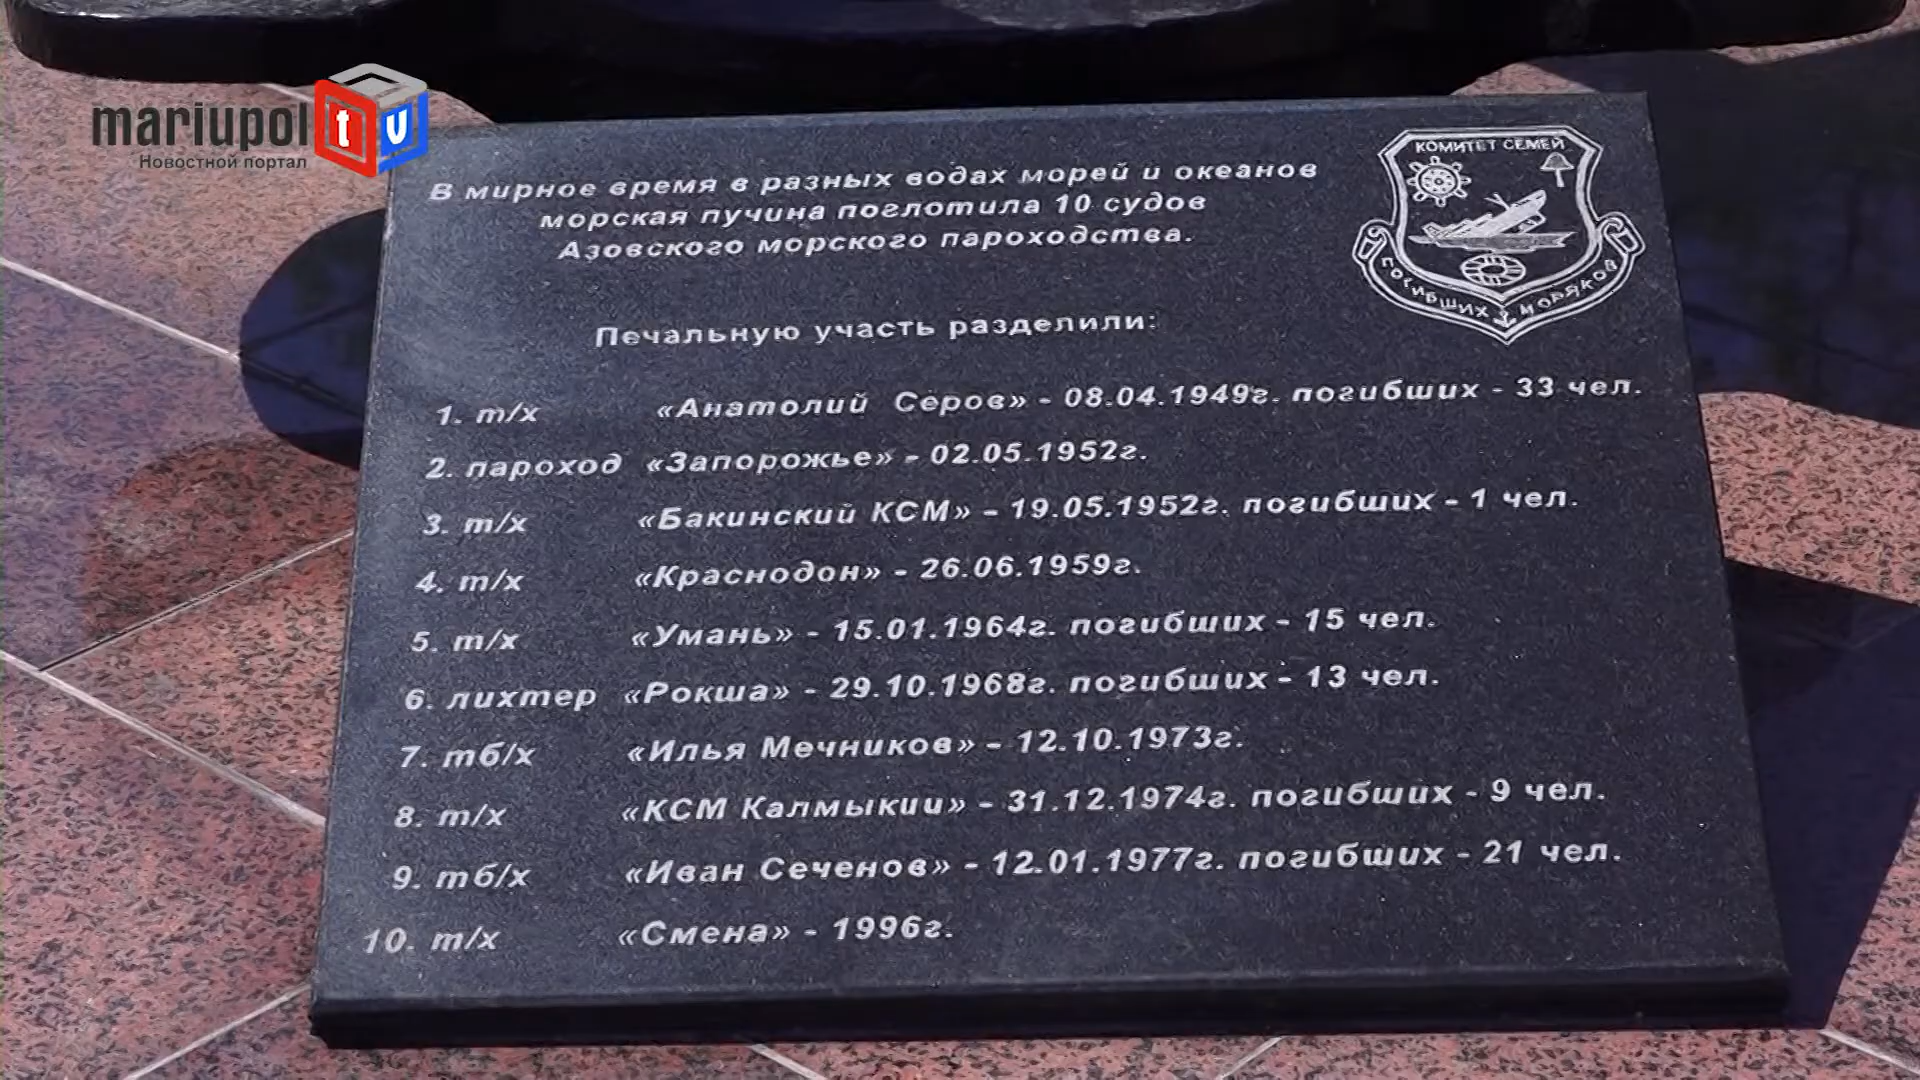 mariupol tv
Новостной портал
КОМИТЕТ СЕМЕЙ
ПОГИБШИХ МОРЯКОВ
В мирное время в разных водах морей и океанов
морская пучина поглотила 10 судов
Азовского морского пароходства.
Печальную участь разделили:
1. т/х «Анатолий Серов» - 08.04.1949г. погибших - 33 чел.
2. пароход «Запорожье» - 02.05.1952г.
3. т/х «Бакинский КСМ» - 19.05.1952г. погибших - 1 чел.
4. т/х «Краснодон» - 26.06.1959г.
5. т/х «Умань» - 15.01.1964г. погибших - 15 чел.
6. лихтер «Рокша» - 29.10.1968г. погибших - 13 чел.
7. тб/х «Илья Мечников» - 12.10.1973г.
8. т/х «КСМ Калмыкии» - 31.12.1974г. погибших - 9 чел.
9. тб/х «Иван Сеченов» - 12.01.1977г. погибших - 21 чел.
10. т/х «Смена» - 1996г.